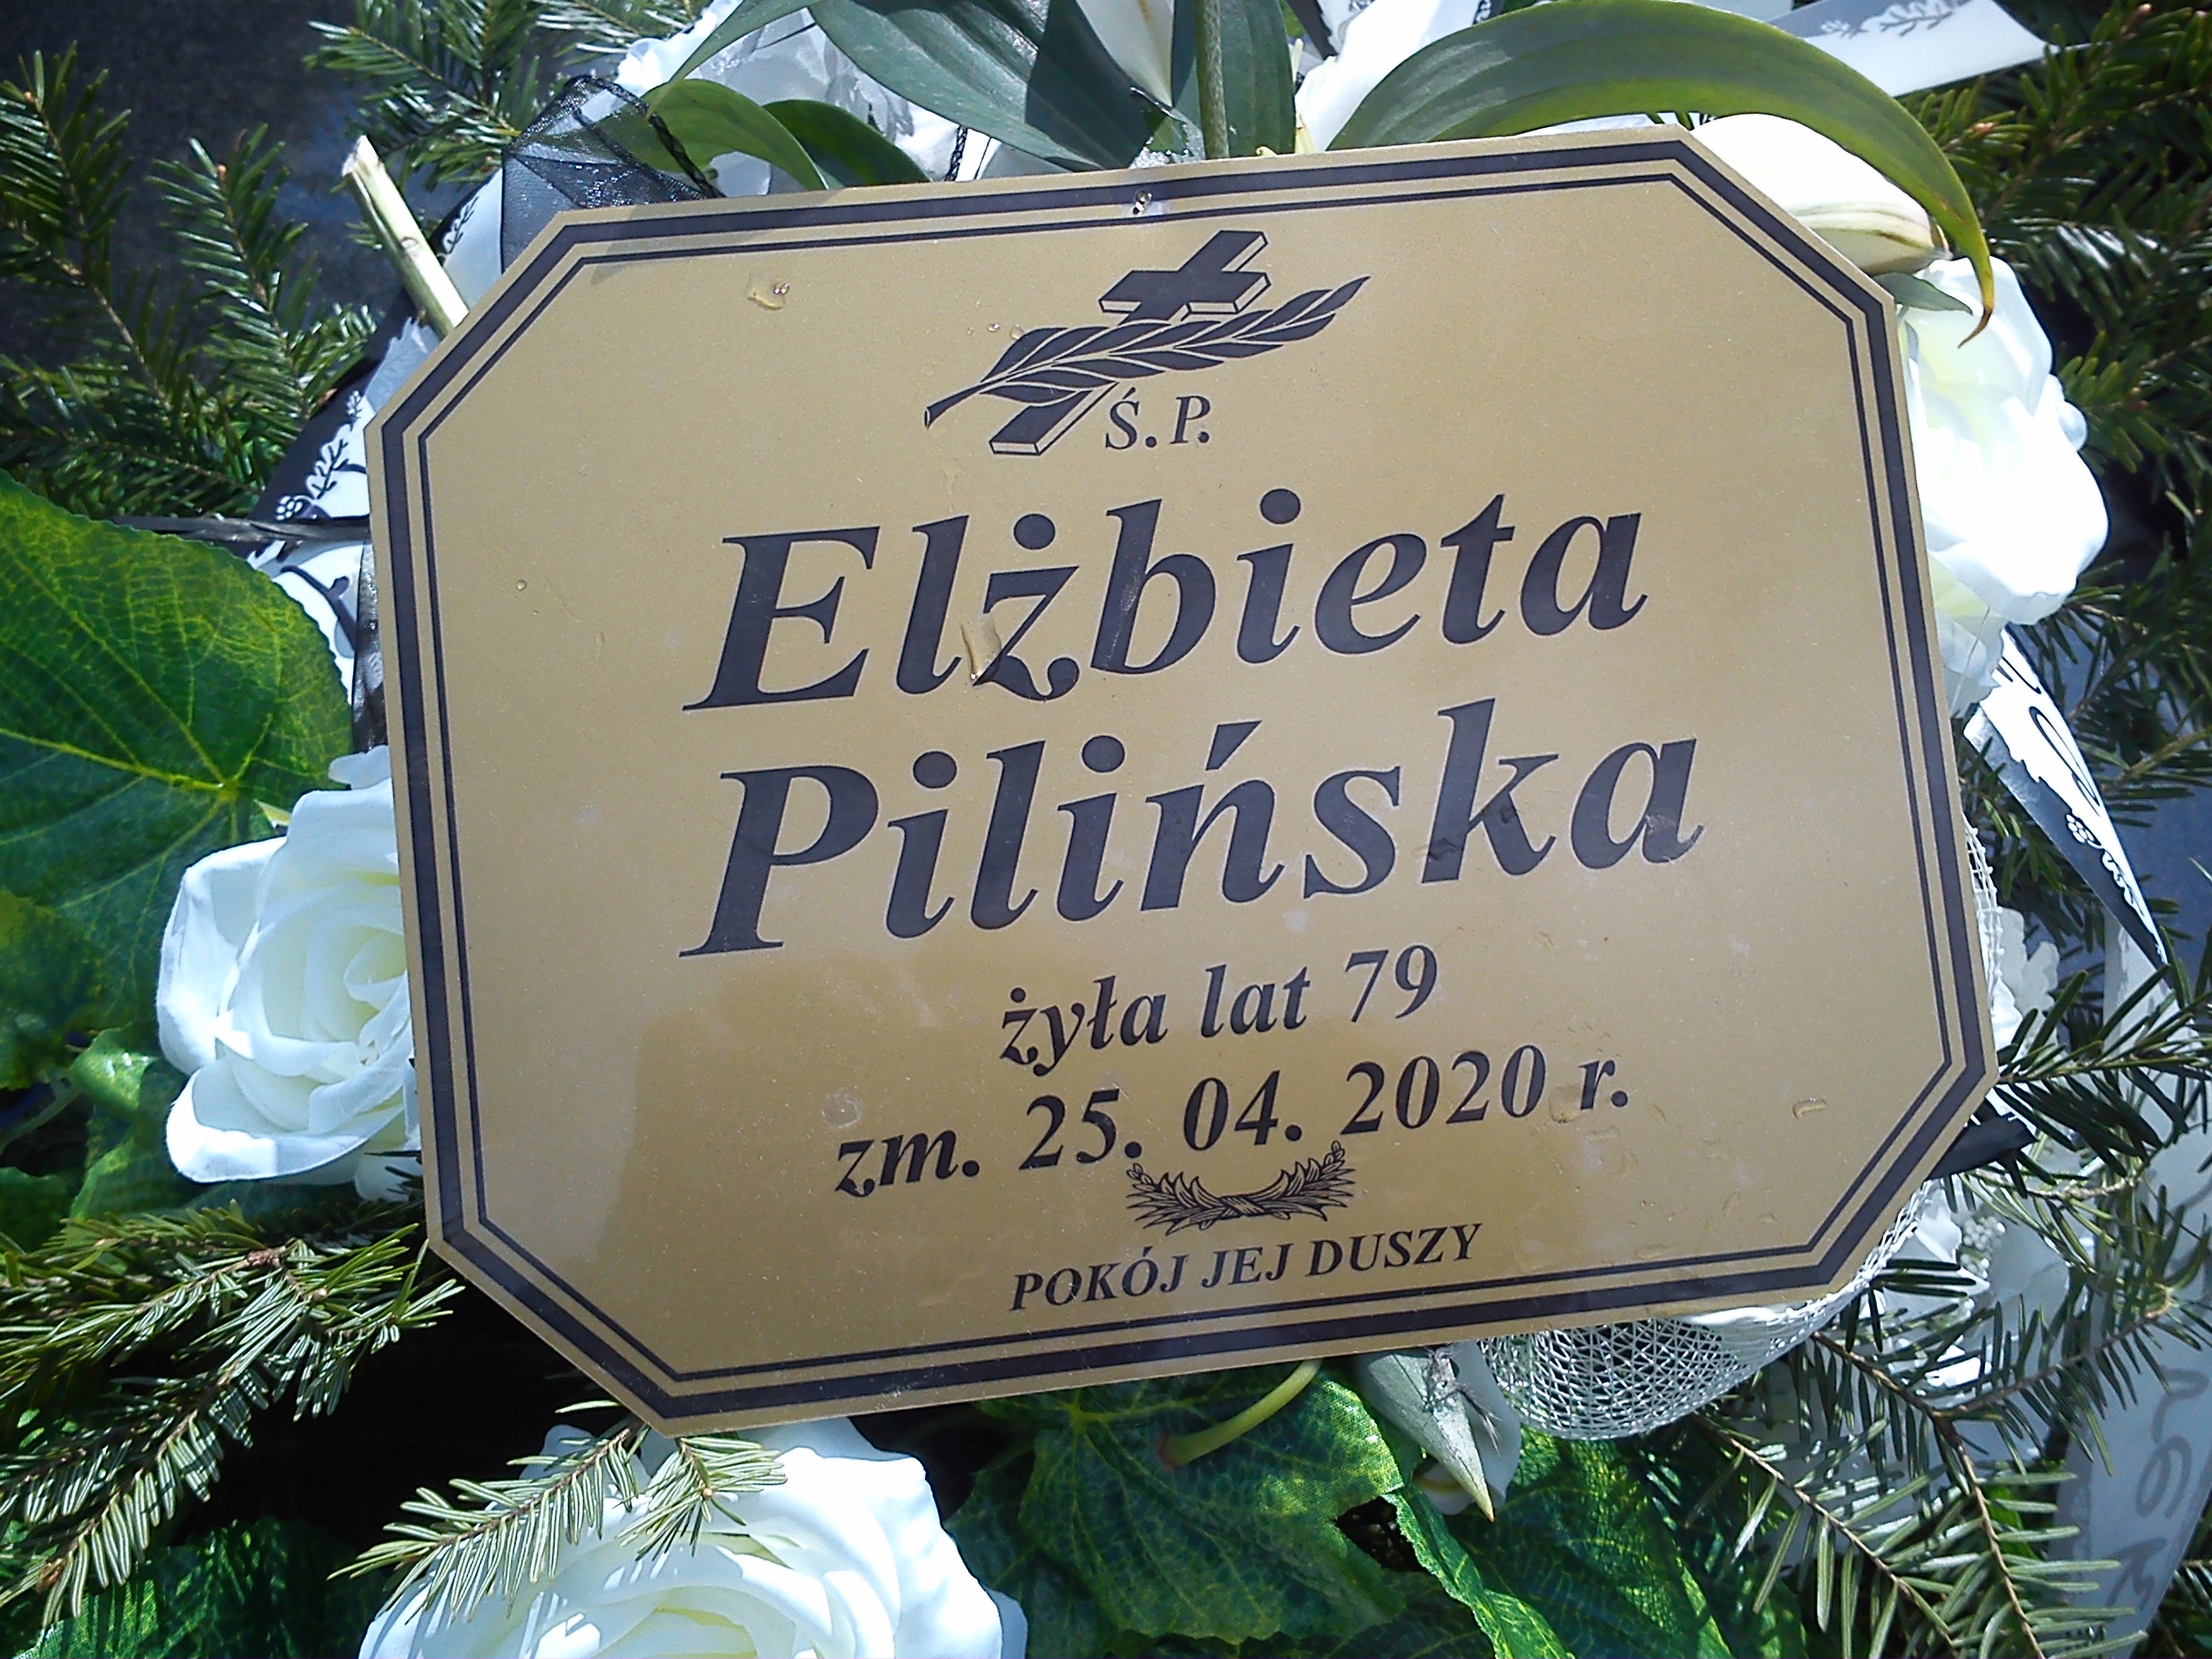 Ś. P.
Elżbieta
Pilińska
żyła lat 79
zm. 25. 04. 2020 r.
POKÓJ JEJ DUSZY